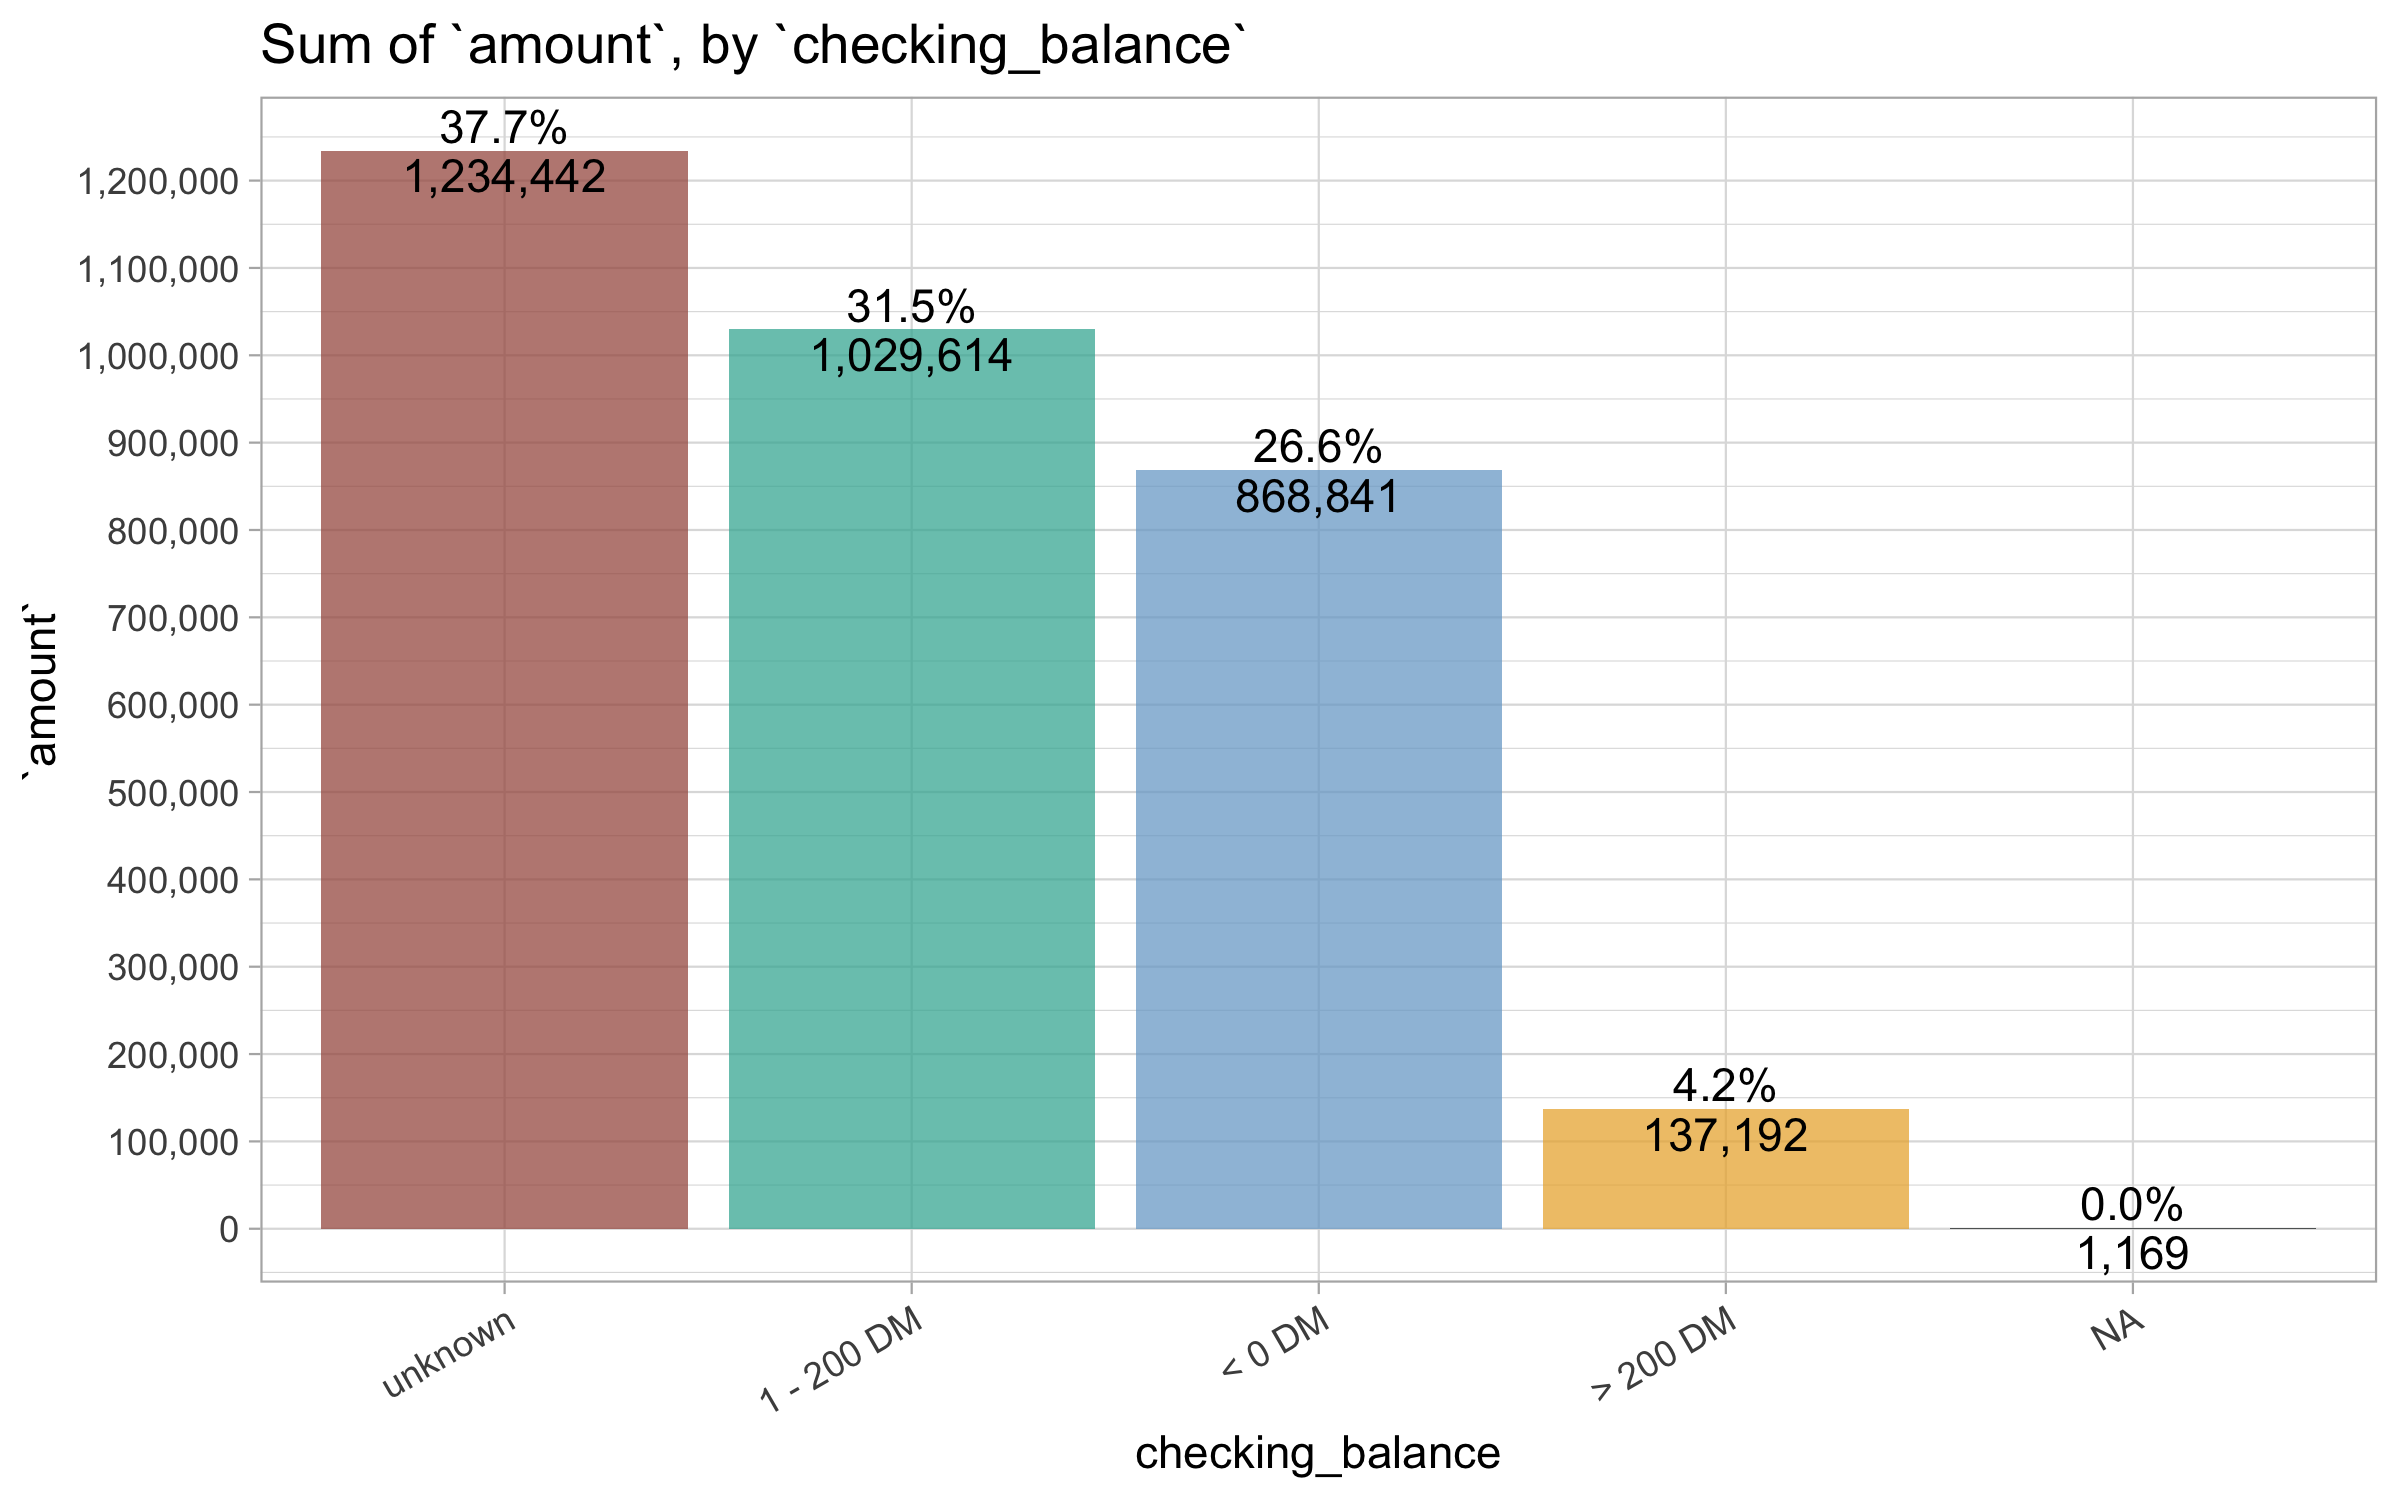 Sum of `amount`, by `checking_balance`
37.7%
1,234,442
31.5%
1,029,614
26.6%
868,841
4.2%
137,192
0.0%
1,169
1,200,000
1,100,000
1,000,000
900,000
800,000
700,000
600,000
500,000
400,000
300,000
200,000
100,000
0
`amount`
unknown
1 - 200 DM
< 0 DM
> 200 DM
NA
checking_balance